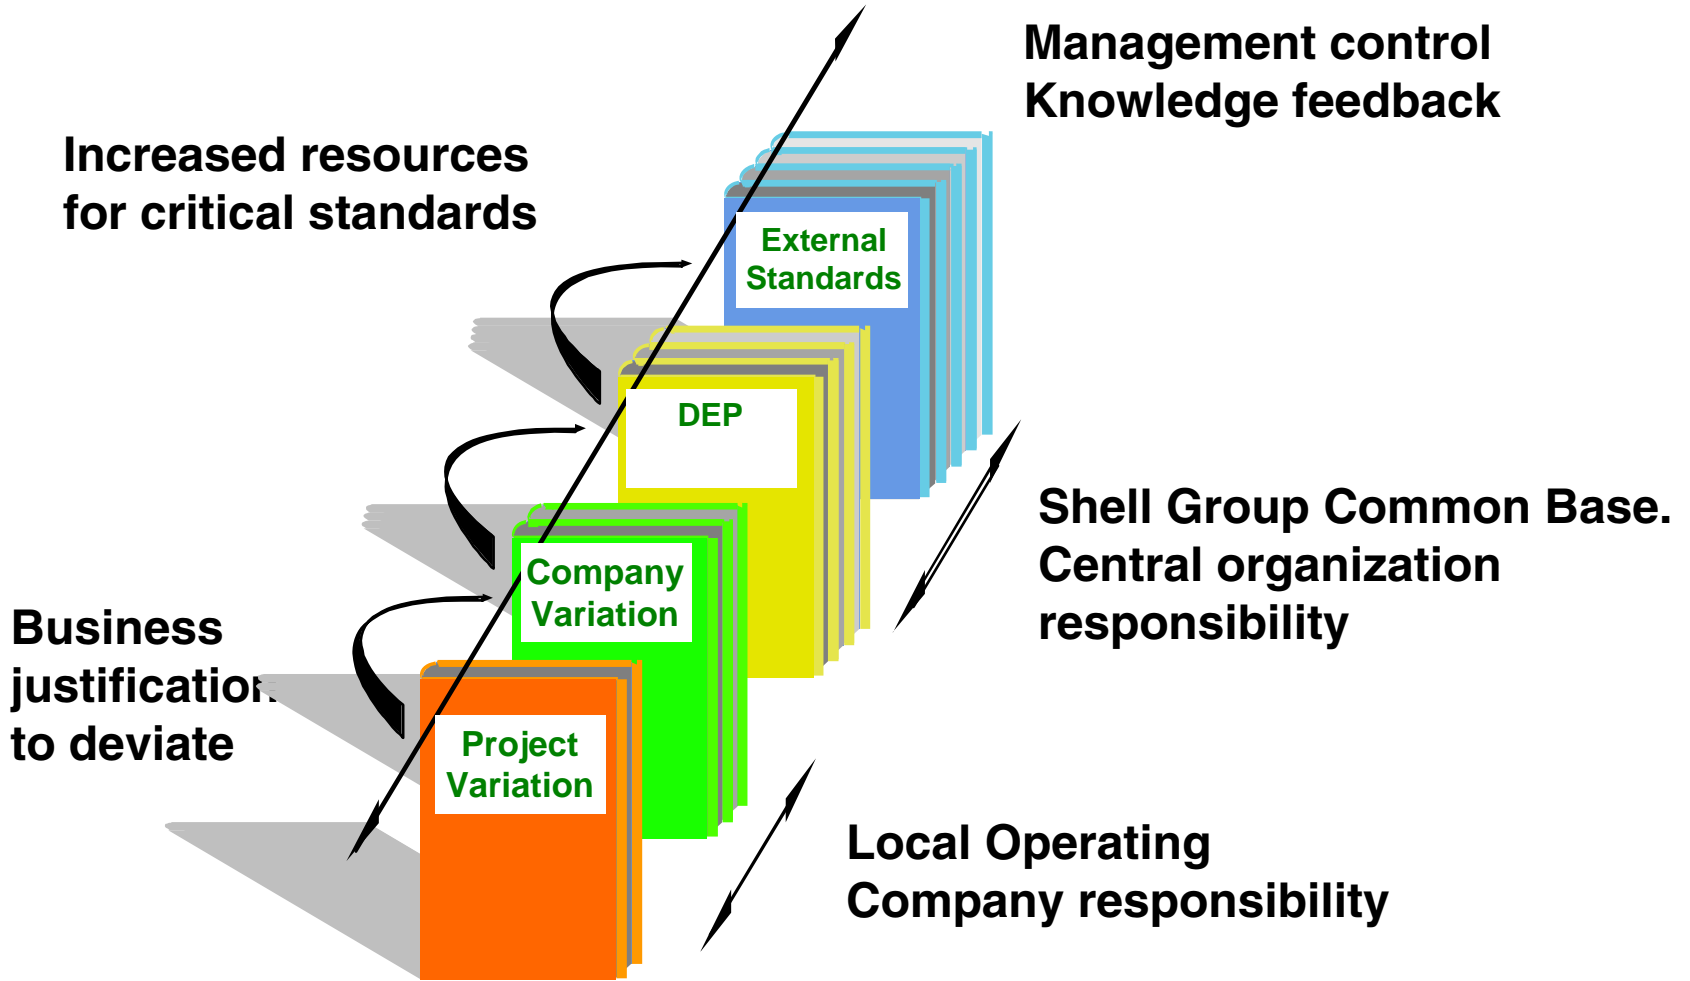 Management control
Knowledge feedback
Increased resources
for critical standards
External
Standards
DEP
Shell Group Common Base.
Central organization
responsibility
Company
Variation
Business
justification
to deviate
Project
Variation
Local Operating
Company responsibility